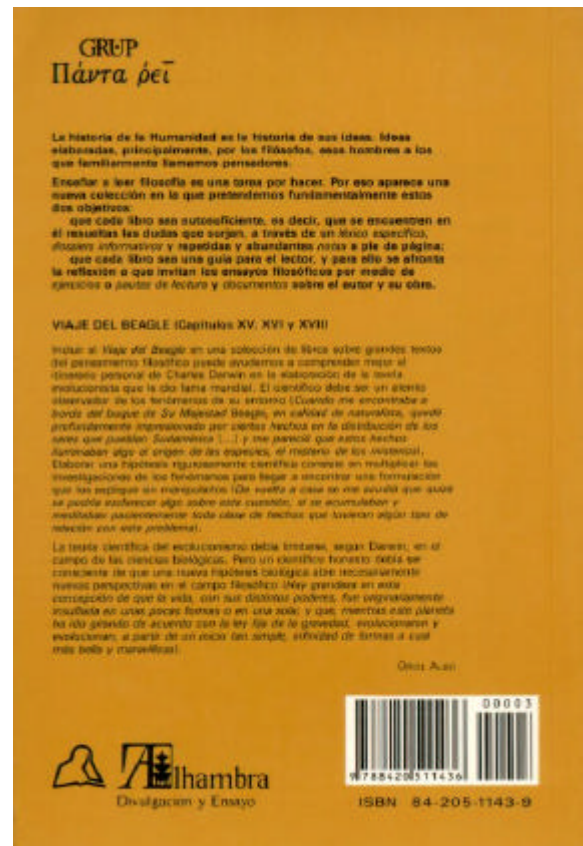 GRUP
Πάντα ῥεῖ
La historia de la Humanidad es la historia de sus ideas. Ideas
elaboradas, principalmente, por los filósofos, esos hombres a los
que familiarmente llamamos pensadores.
Enseñar a leer filosofía es una tarea por hacer. Por eso aparece una
nueva colección en la que pretendemos fundamentalmente estos
dos objetivos:
que cada libro sea autosuficiente, es decir, que se encuentren en
él resueltas las dudas que surjan, a través de un léxico específico,
dossiers informativos y repetidas y abundantes notas a pie de página;
que cada libro sea una guía para el lector, y para ello se afronta
la reflexión a que invitan los ensayos filosóficos por medio de
ejercicios o pautas de lectura y documentos sobre el autor y su obra.
VIAJE DEL BEAGLE (Capítulos XV, XVI y XVII)
Incluir el Viaje del Beagle en una colección de libros sobre grandes textos
del pensamiento filosófico puede ayudarnos a comprender mejor el
itinerario personal de Charles Darwin en la elaboración de la teoría
evolucionista que le dio fama mundial. El científico debe ser un atento
observador de los fenómenos de su entorno (Cuando me encontraba a
bordo del buque de Su Majestad Beagle, en calidad de naturalista, quedé
profundamente impresionado por ciertos hechos en la distribución de los
seres que pueblan Sudamérica [...] y me pareció que estos hechos
iluminaban algo el origen de las especies, el misterio de los misterios).
Elaborar una hipótesis rigurosamente científica consiste en multiplicar las
investigaciones de los fenómenos para llegar a encontrar una formulación
que los explique sin manipularlos (De vuelta a casa se me ocurrió que quizá
se podría esclarecer algo sobre esta cuestión, si se acumulaban y
meditaban pacientemente toda clase de hechos que tuvieran algún tipo de
relación con este problema).
La teoría científica del evolucionismo debía limitarse, según Darwin, en el
campo de las ciencias biológicas. Pero un científico honesto debía ser
consciente de que una nueva hipótesis biológica abre necesariamente
nuevas perspectivas en el campo filosófico (Hay grandeza en esta
concepción de que la vida, con sus distintos poderes, fue originariamente
insuflada en unas pocas formas o en una sola; y que, mientras este planeta
ha ido girando de acuerdo con la ley fija de la gravedad, evolucionaron y
evolucionan, a partir de un inicio tan simple, infinidad de formas a cual
más bella y maravillosa).
00003
Alhambra
Divulgacion y Ensayo
9 788420 511436
ISBN 84-205-1143-9